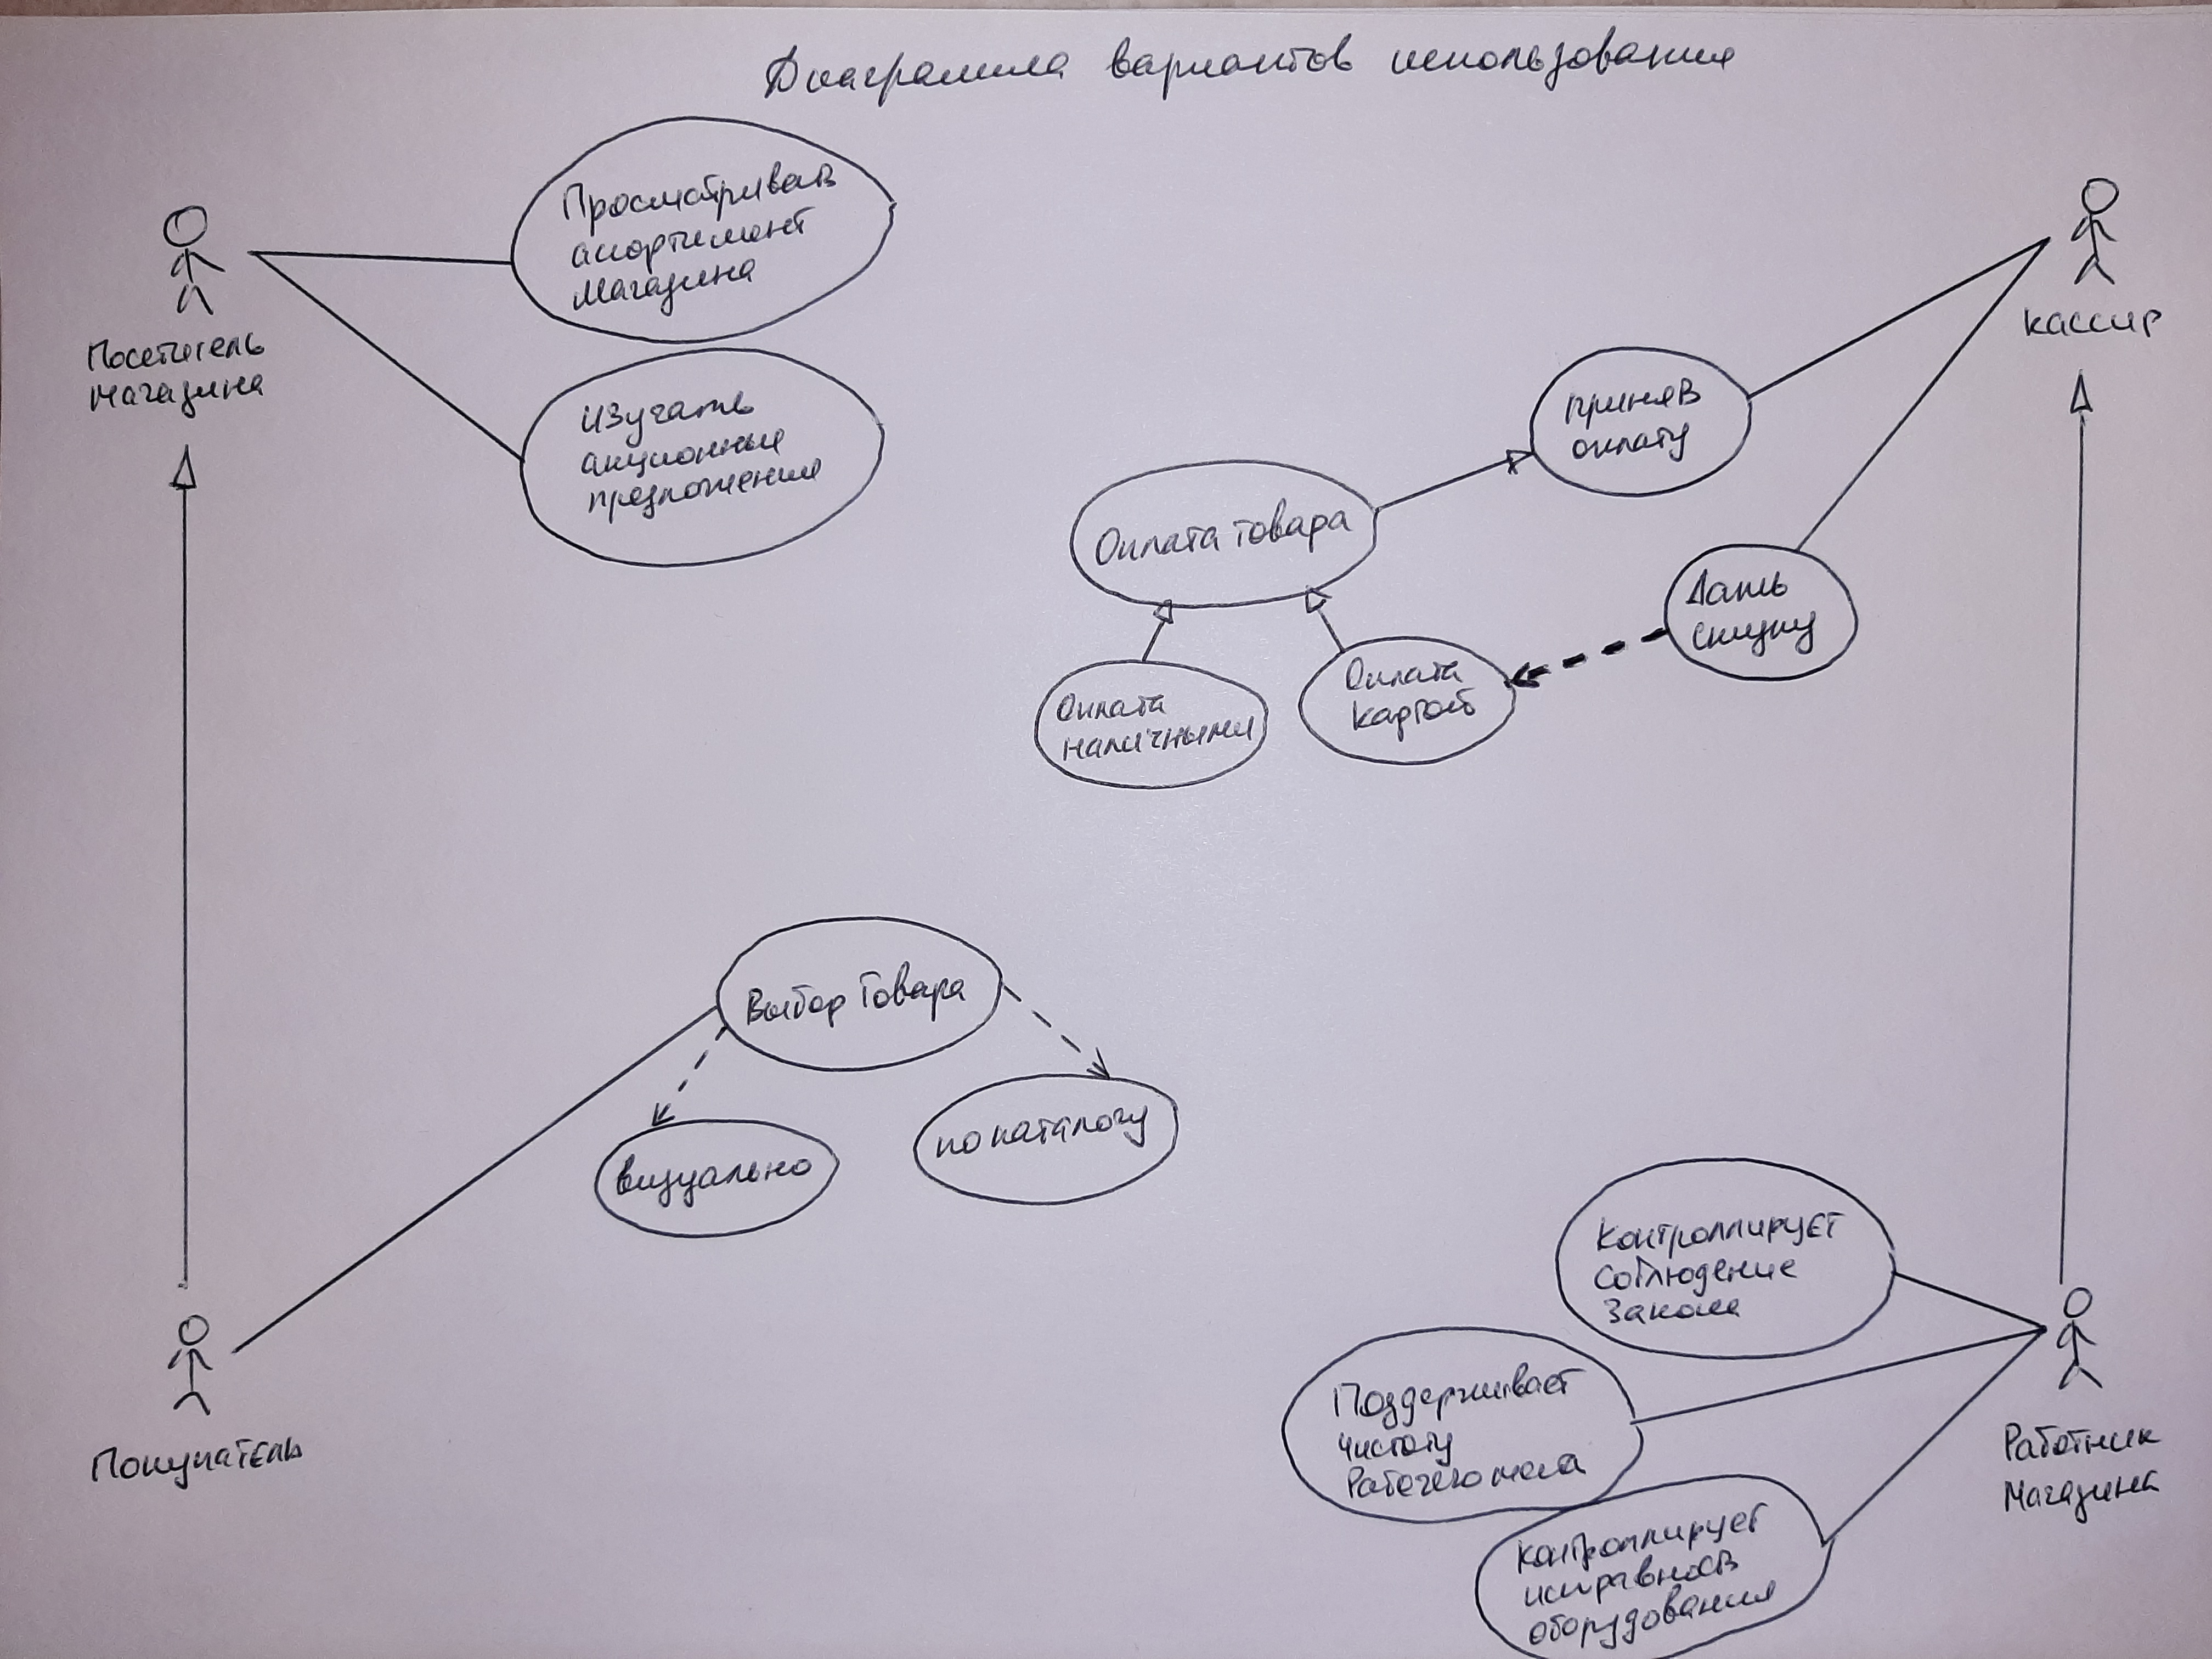 Диаграмма вариантов использования
Просматривать
ассортимент
магазина
Посетитель
магазина
Изучать
акционные
предложения
кассир
принять
оплату
Оплата товара
Дать
скидку
Оплата
наличными
Оплата
картой
Выбор товара
визуально
по каталогу
Контроллирует
соблюдение
закона
Поддерживает
чистоту
Рабочего места
контроллирует
исправность
оборудования
Покупатель
Работник
Магазина